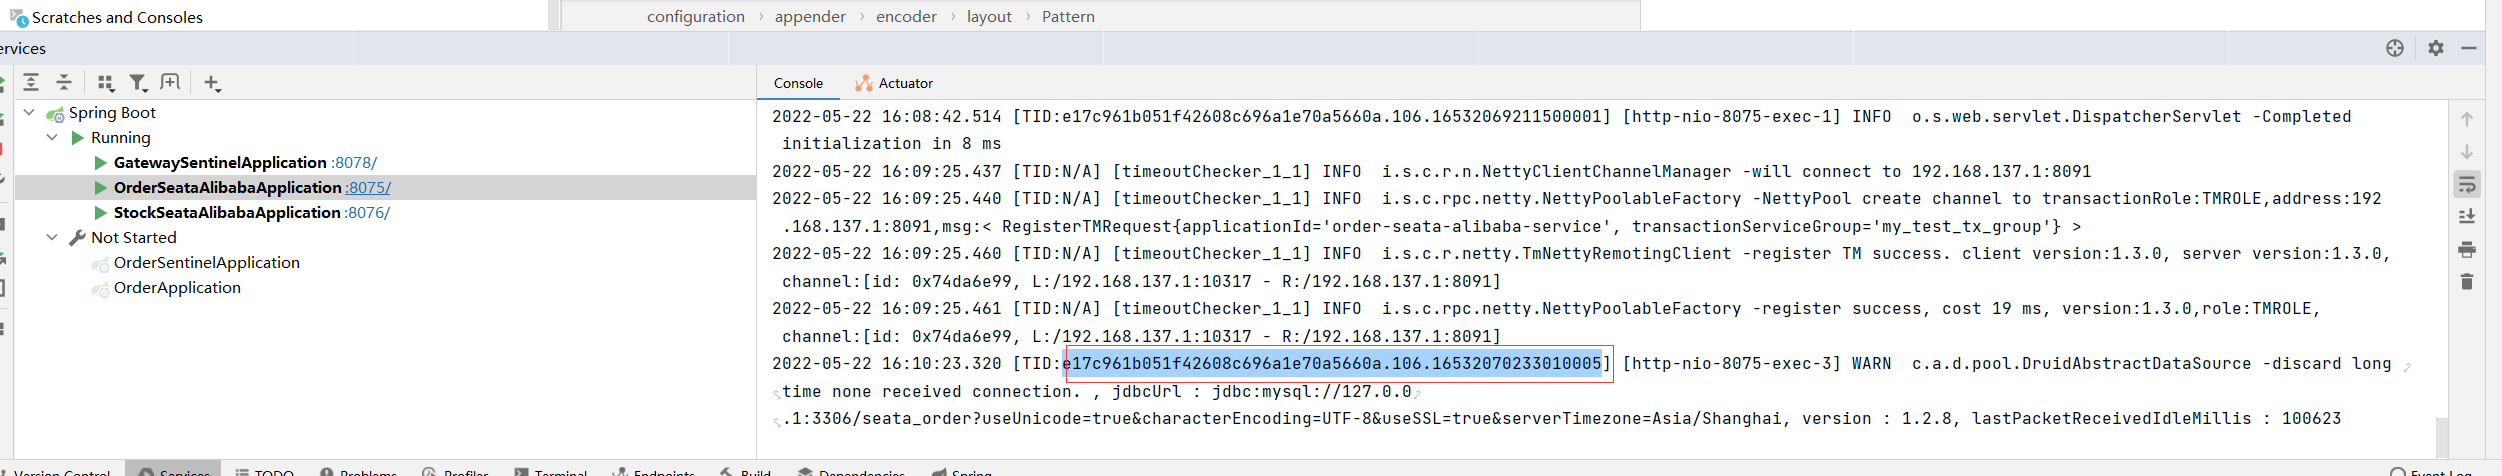 Scratches and Consoles
configuration › appender › encoder › layout › Pattern
ervices
Console Actuator
Spring Boot
Running
GatewaySentinelApplication :8078/
OrderSeataAlibabaApplication :8075/
StockSeataAlibabaApplication :8076/
Not Started
OrderSentinelApplication
OrderApplication
2022-05-22 16:08:42.514 [TID:e17c961b051f42608c696a1e70a5660a.106.16532069211500001] [http-nio-8075-exec-1] INFO  o.s.web.servlet.DispatcherServlet -Completed
initialization in 8 ms
2022-05-22 16:09:25.437 [TID:N/A] [timeoutChecker_1_1] INFO  i.s.c.r.n.NettyClientChannelManager -will connect to 192.168.137.1:8091
2022-05-22 16:09:25.440 [TID:N/A] [timeoutChecker_1_1] INFO  i.s.c.rpc.netty.NettyPoolableFactory -NettyPool create channel to transactionRole:TMROLE,address:192
.168.137.1:8091,msg:< RegisterTMRequest{applicationId='order-seata-alibaba-service', transactionServiceGroup='my_test_tx_group'} >
2022-05-22 16:09:25.460 [TID:N/A] [timeoutChecker_1_1] INFO  i.s.c.r.netty.TmNettyRemotingClient -register TM success. client version:1.3.0, server version:1.3.0,
channel:[id: 0x74da6e99, L:/192.168.137.1:10317 - R:/192.168.137.1:8091]
2022-05-22 16:09:25.461 [TID:N/A] [timeoutChecker_1_1] INFO  i.s.c.rpc.netty.NettyPoolableFactory -register success, cost 19 ms, version:1.3.0,role:TMROLE,
channel:[id: 0x74da6e99, L:/192.168.137.1:10317 - R:/192.168.137.1:8091]
2022-05-22 16:10:23.320 [TID:e17c961b051f42608c696a1e70a5660a.106.16532070233010005] [http-nio-8075-exec-3] WARN  c.a.d.pool.DruidAbstractDataSource -discard long
time none received connection. , jdbcUrl : jdbc:mysql://127.0.0
.1:3306/seata_order?useUnicode=true&characterEncoding=UTF-8&useSSL=true&serverTimezone=Asia/Shanghai, version : 1.2.8, lastPacketReceivedIdleMillis : 100623
Version Control Services TODO Problems Profiler Terminal Endpoints Build Dependencies Spring Event Log